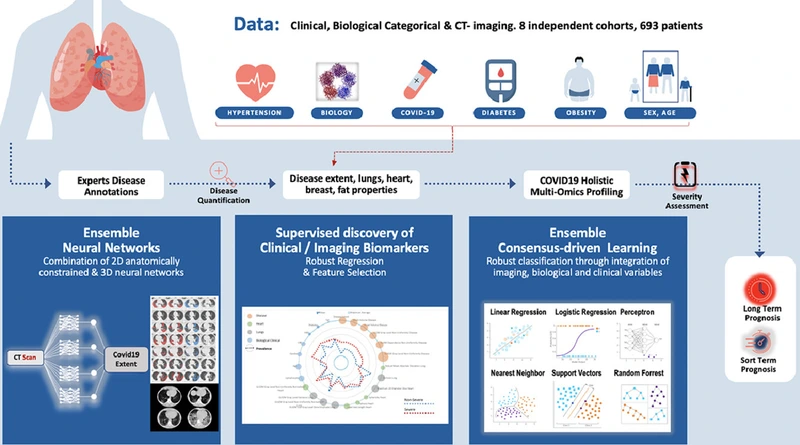 Data: Clinical, Biological Categorical & CT- imaging. 8 independent cohorts, 693 patients
HYPERTENSION
BIOLOGY
COVID-19
DIABETES
OBESITY
SEX, AGE
Experts Disease
Annotations
Disease
Quantification
Disease extent, lungs, heart,
breast, fat properties
COVID19 Holistic
Multi-Omics Profiling
Severity
Assessment
Ensemble
Neural Networks
Combination of 2D anatomically
constrained & 3D neural networks
CT Scan
Covid19
Extent
Supervised discovery of
Clinical / Imaging Biomarkers
Robust Regression
& Feature Selection
Disease
Heart
Lung
Biological/Clinical
Prevalence
Non-Severe
Severe
Ensemble
Consensus-driven Learning
Robust classification through integration of
imaging, biological and clinical variables
Linear Regression
Logistic Regression
Perceptron
Nearest Neighbor
Support Vectors
Random Forrest
Long Term
Prognosis
Sort Term
Prognosis